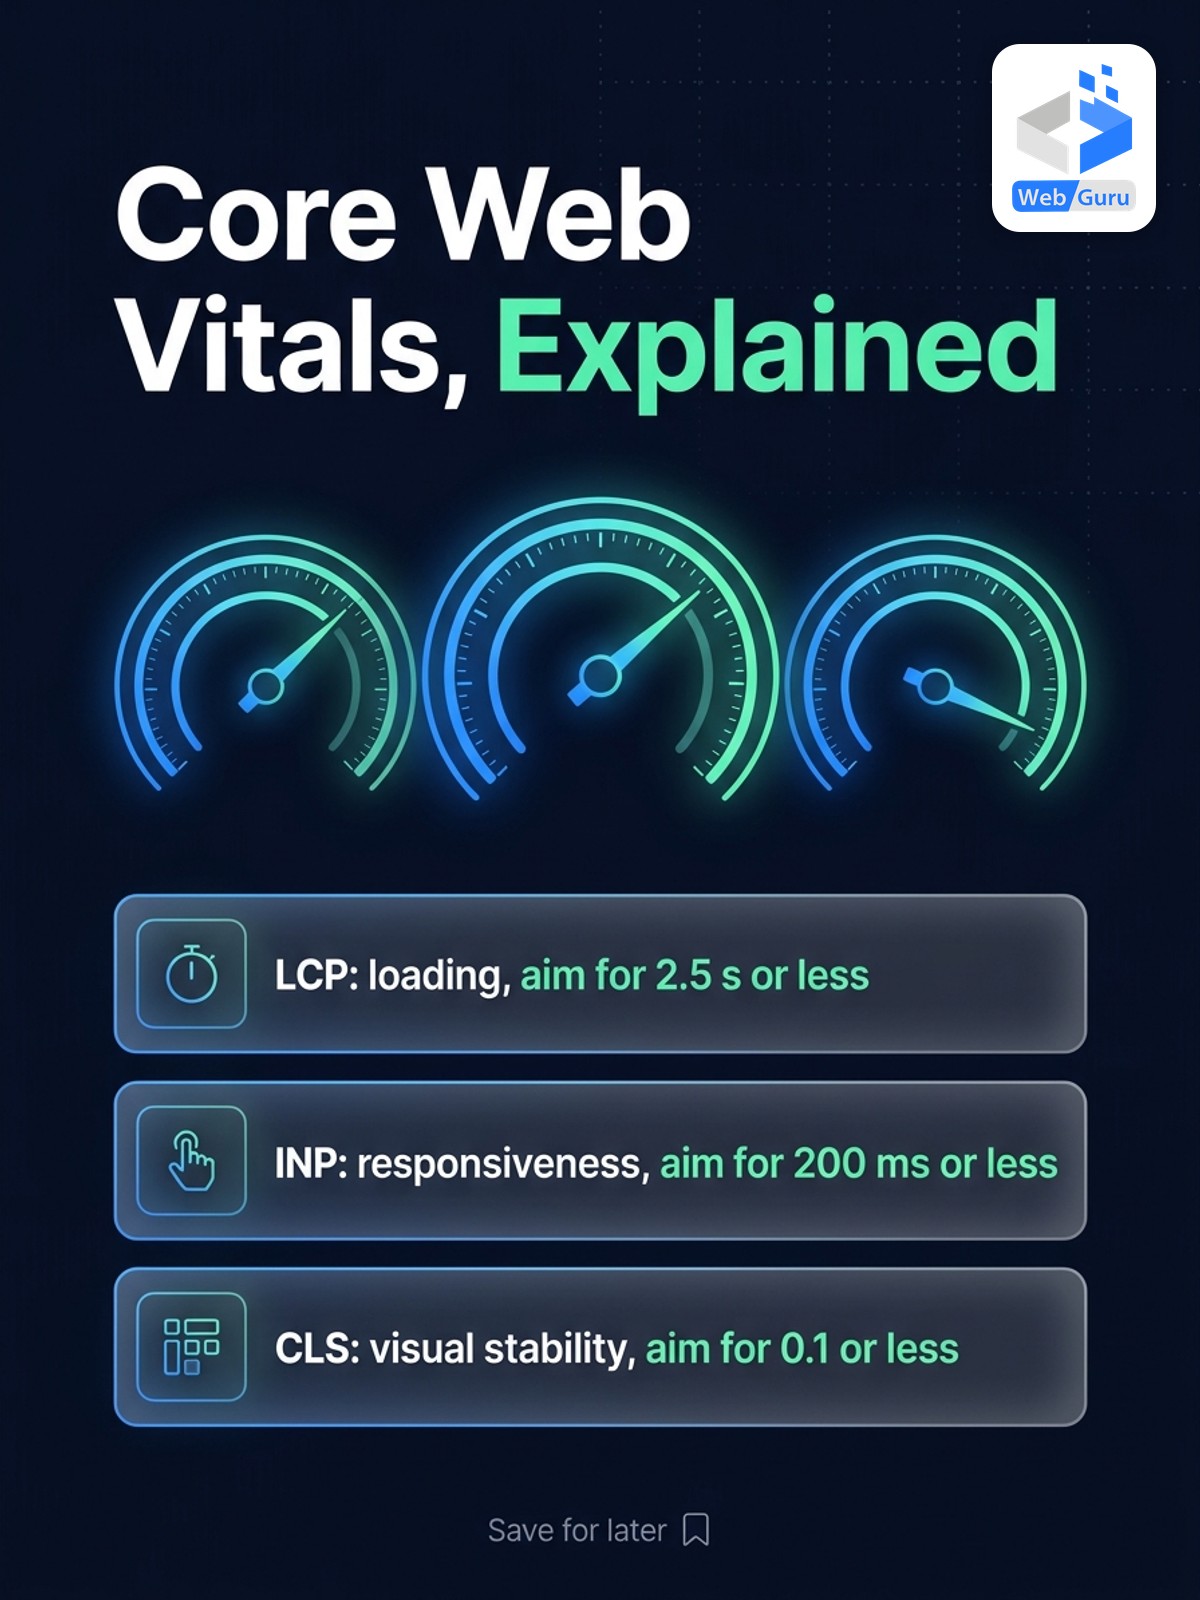 Web Guru
Core Web
Vitals, Explained
LCP: loading, aim for 2.5 s or less
INP: responsiveness, aim for 200 ms or less
CLS: visual stability, aim for 0.1 or less
Save for later